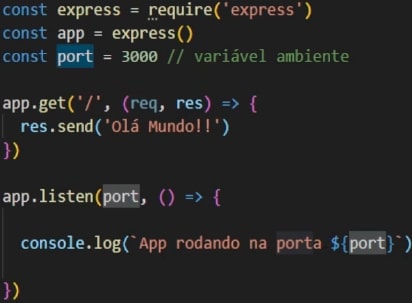 const express = require('express')
const app = express()
const port = 3000 // variável ambiente
app.get('/', (req, res) => {
res.send('Olá Mundo!!')
})
app.listen(port, () => {
console.log(`App rodando na porta ${port}`)
})